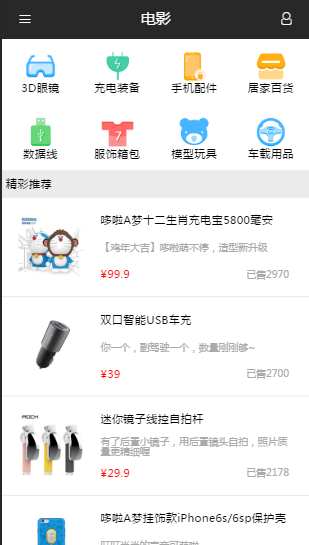 电影
3D眼镜 充电装备 手机配件 居家百货
数据线 服饰箱包 模型玩具 车载用品
精彩推荐
哆啦A梦十二生肖充电宝5800毫安
【鸡年大吉】哆啦萌不停，造型新升级
¥99.9 已售2970
双口智能USB车充
你一个，副驾驶一个，数量刚刚够~
¥39 已售2700
ROCK
迷你镜子线控自拍杆
有了后置小镜子，用后置镜头自拍，照片质
量更精细喔
¥29.9 已售2178
哆啦A梦挂饰款iPhone6s/6sp保护壳